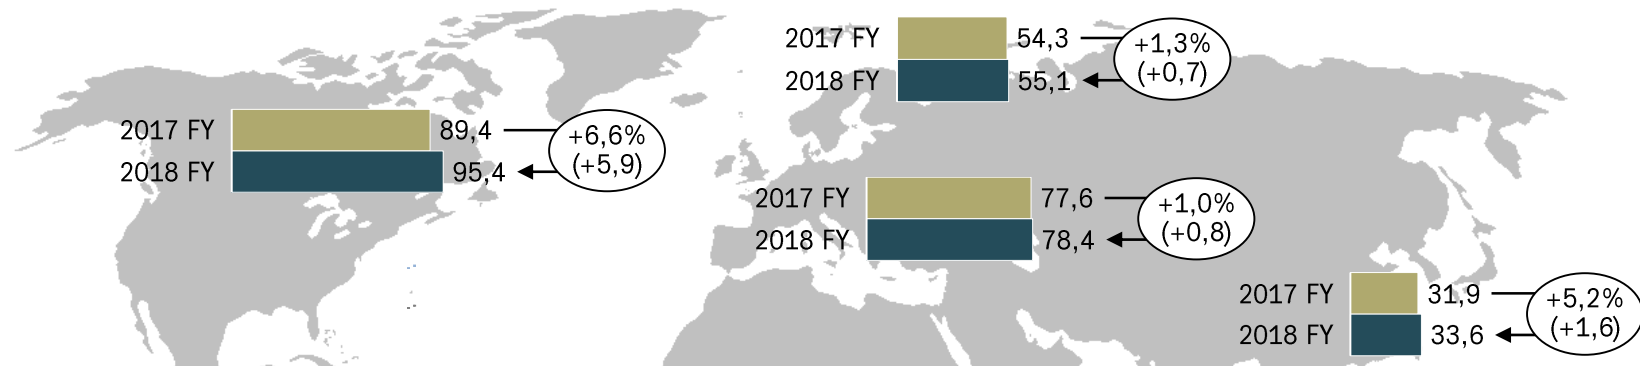 2017 FY 54,3
+1,3%
(+0,7)
2018 FY 55,1
2017 FY 89,4
+6,6%
(+5,9)
2018 FY 95,4
2017 FY 77,6
+1,0%
(+0,8)
2018 FY 78,4
2017 FY 31,9
+5,2%
(+1,6)
2018 FY 33,6